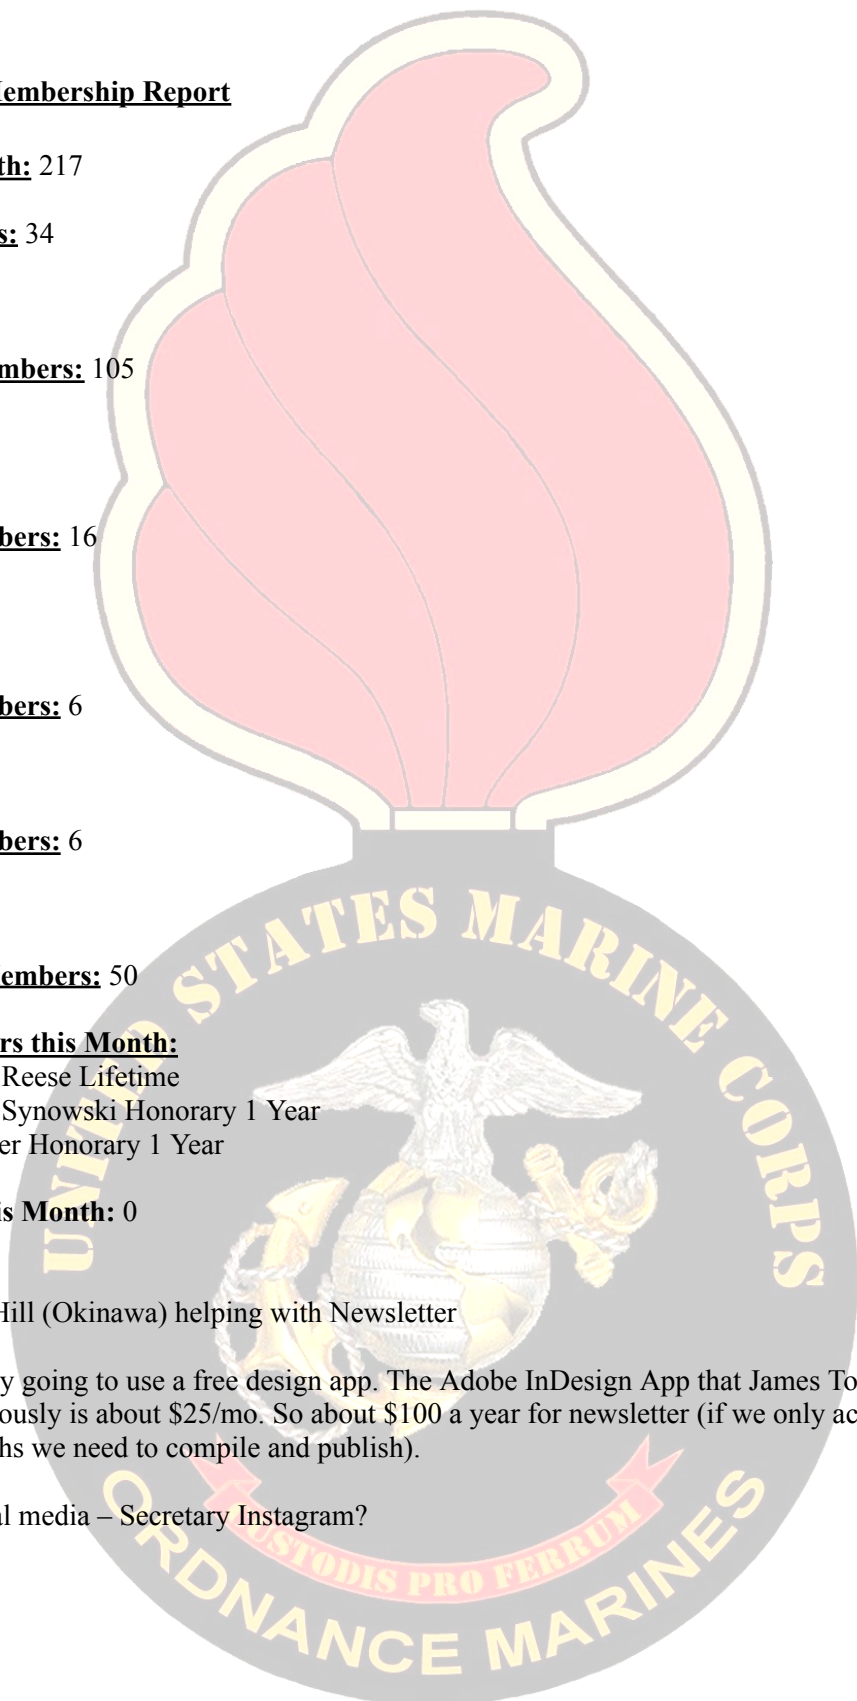 Membership Report
th: 217
s: 34
mbers: 105
bers: 16
bers: 6
bers: 6
UNITED STATES MARINE CORPS
embers: 50
rs this Month:
Reese Lifetime
Synowski Honorary 1 Year
er Honorary 1 Year
is Month: 0
Hill (Okinawa) helping with Newsletter
y going to use a free design app. The Adobe InDesign App that James To
ously is about $25/mo. So about $100 a year for newsletter (if we only ac
hs we need to compile and publish).
al media – Secretary Instagram?
CUSTODIS PRO FERRUM
ORDNANCE MARINES